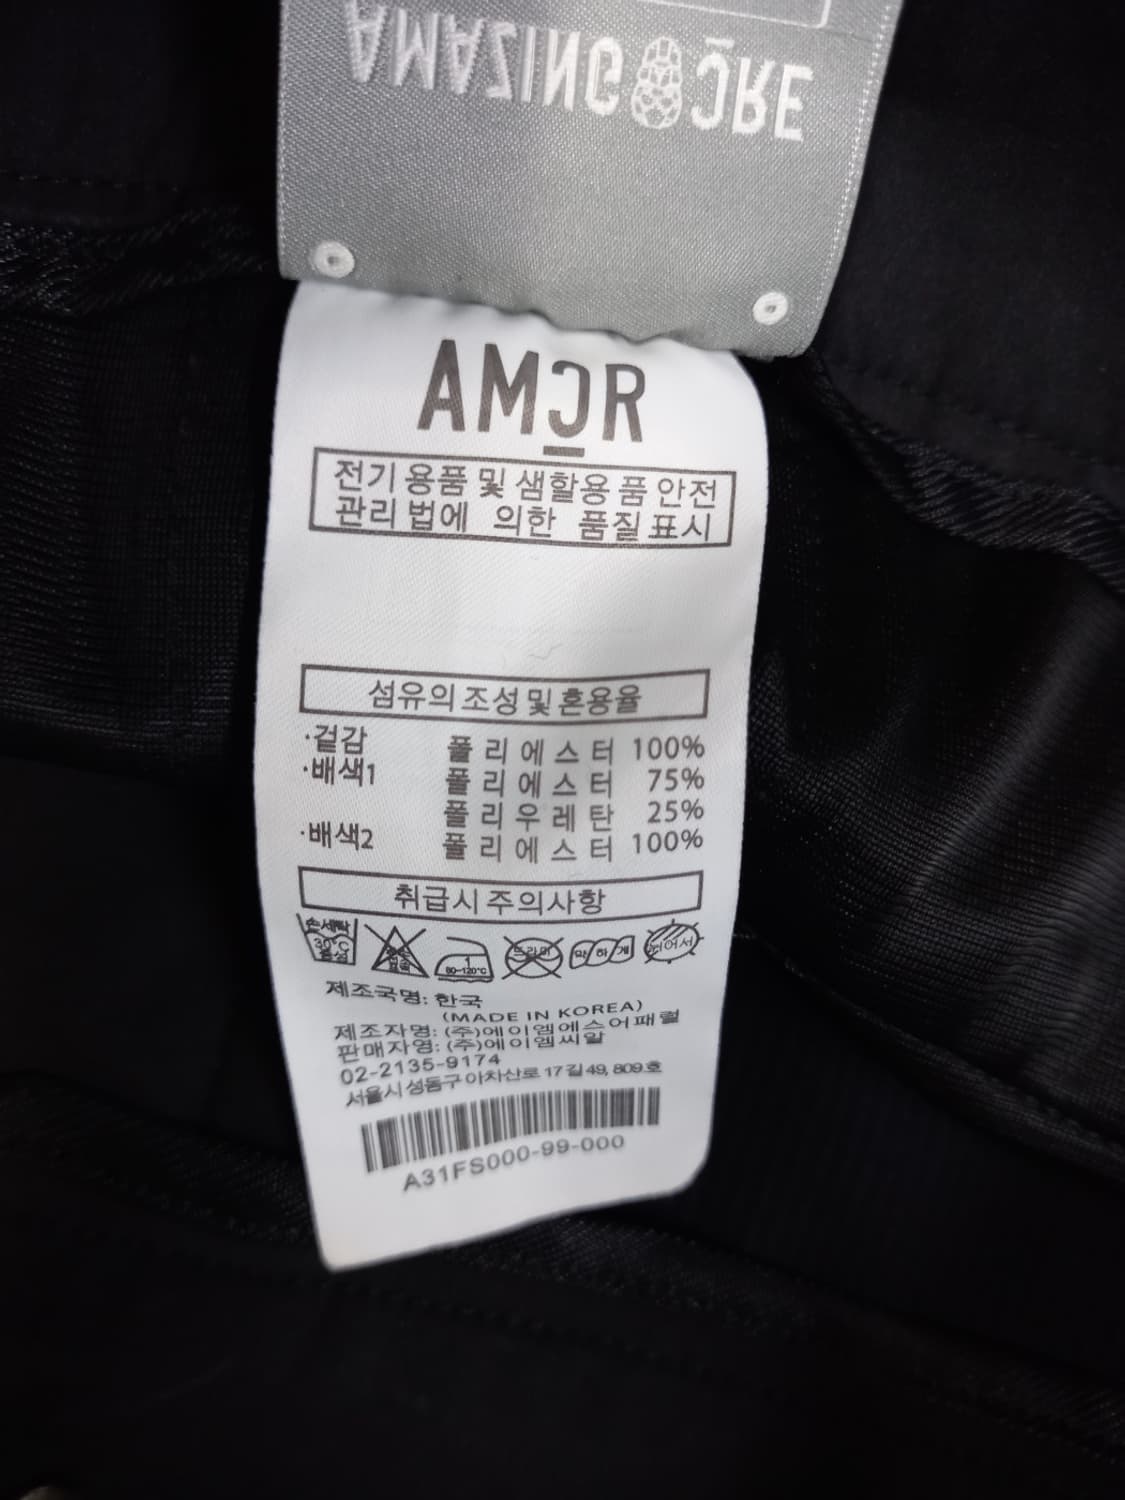 AMAZINGCRE
AMCR
전기용품 및 샘활용 품 안전
관리 법에 의한 품질 표시
섬유의 조성 및 혼용율
·겉감 폴리에스터 100%
·배색1 폴리에스터 75%
폴리우레탄 25%
·배색2 폴리에스터 100%
취급시 주의사항
손세탁
30°C
중성
염소
표백
1
80~120°C
드라이
약하게
뉘어서
제조국명: 한국
(MADE IN KOREA)
제조자명: (주)에이엠에스어패럴
판매자명: (주)에이엠씨알
02-2135-9174
서울시 성동구 아차산로 17길 49, 809호
A31FS000-99-000